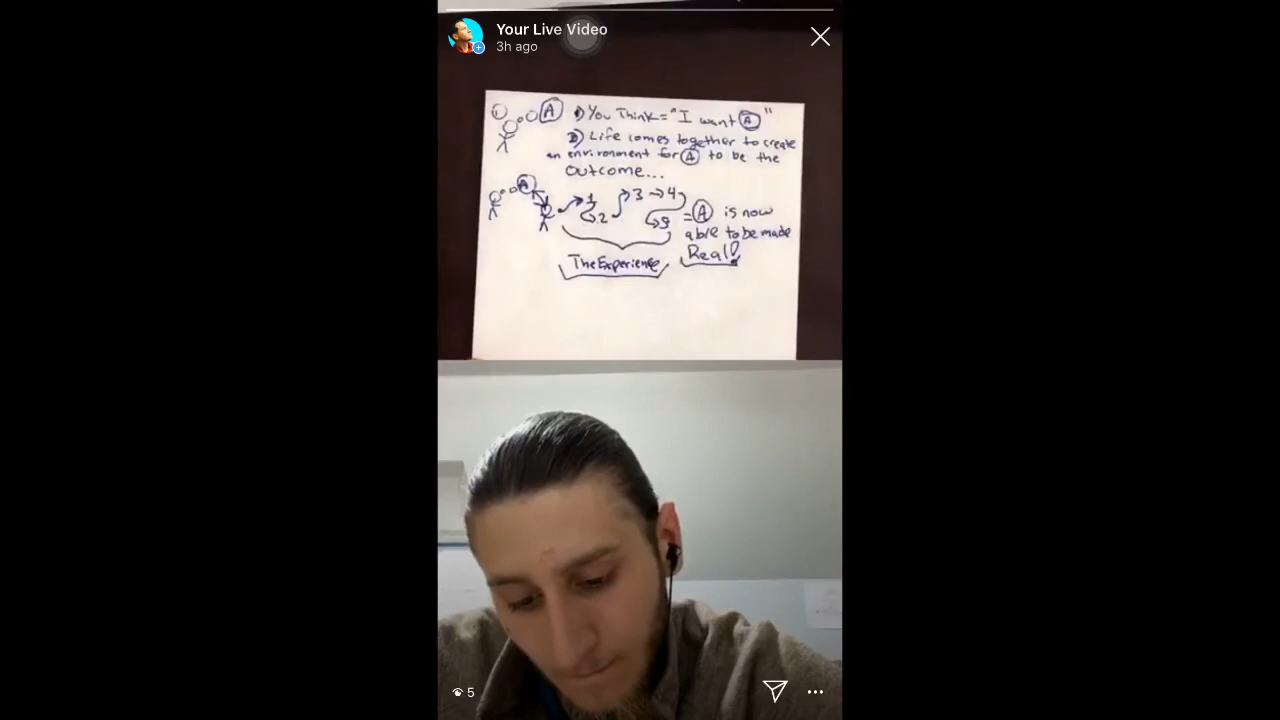 Your Live Video
3h ago
A 1) You Think = "I want A"
2) Life comes together to create
an environment for A to be the
outcome...
A
1 2 3 4 5 = A is now
able to be made
Real!
The Experience
5